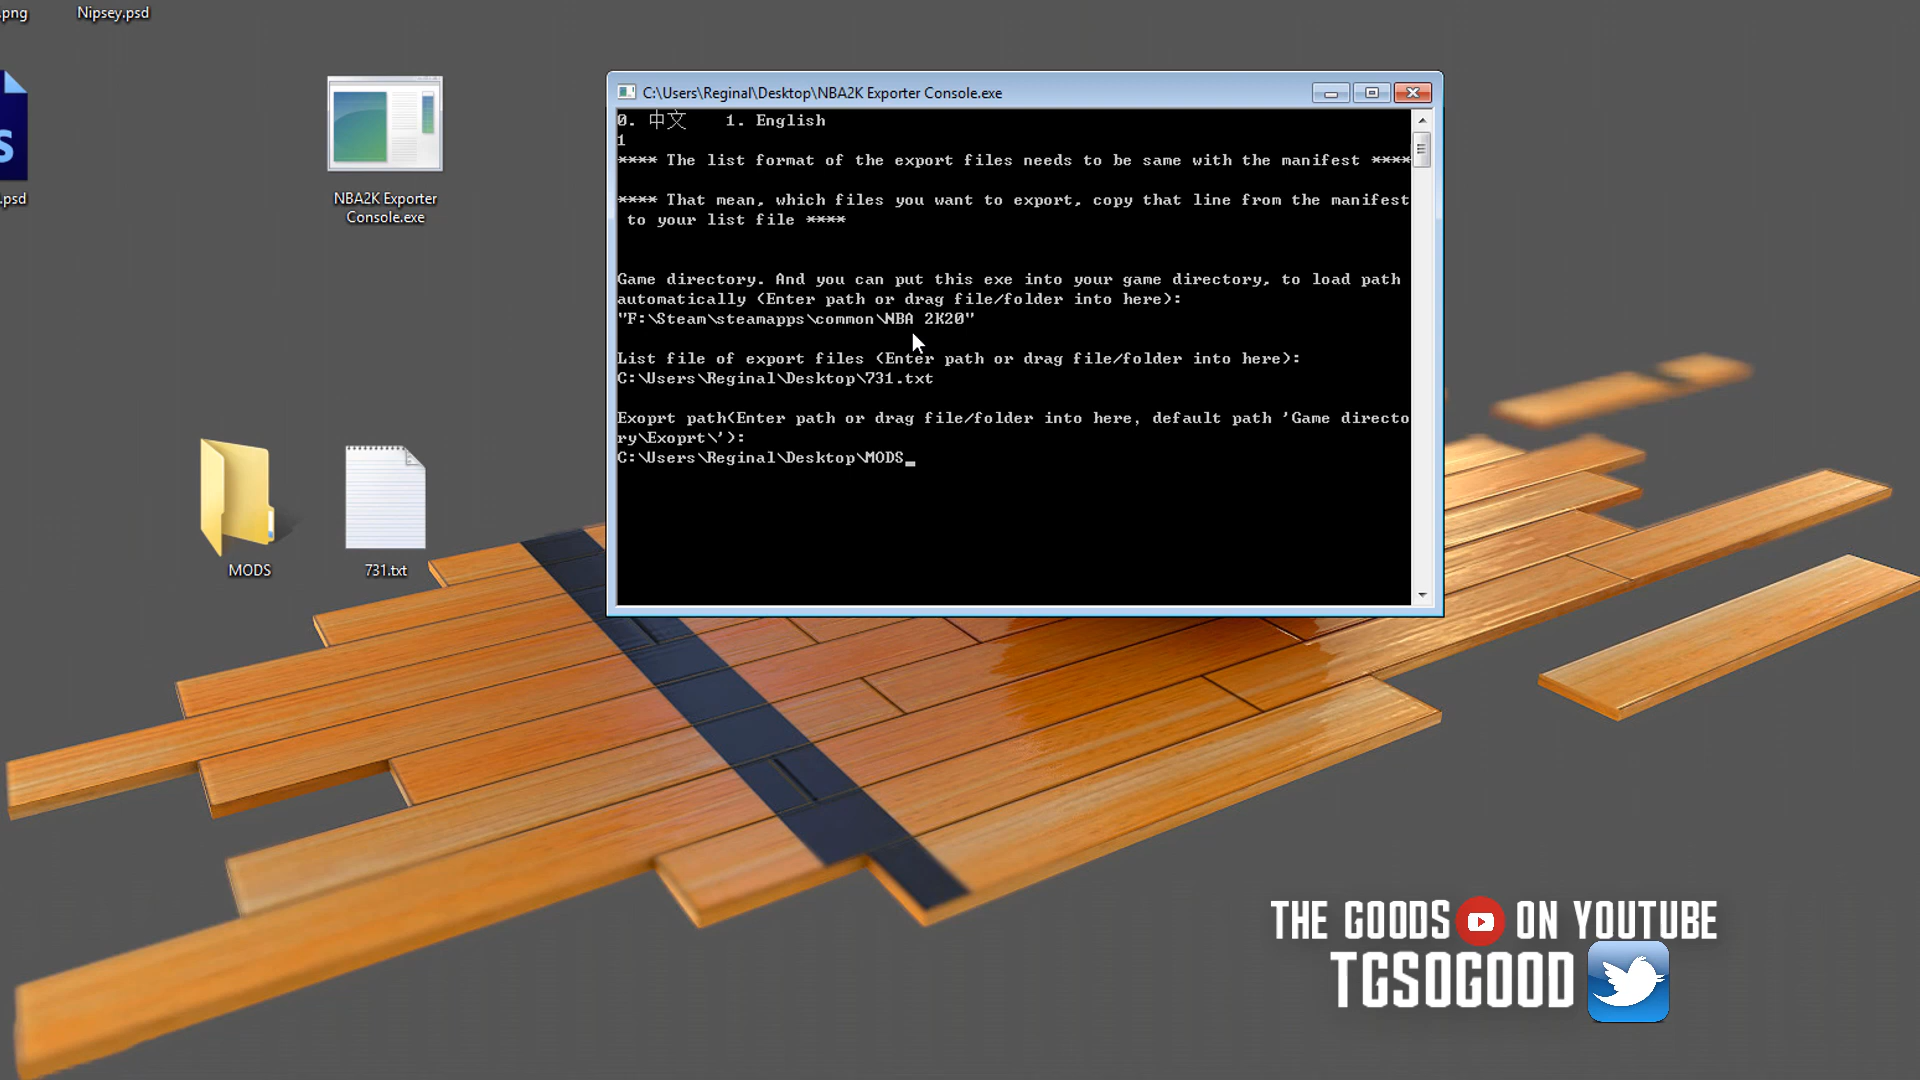 .png
Nipsey.psd
S
.psd
NBA2K Exporter
Console.exe
MODS
731.txt
C:\Users\Reginal\Desktop\NBA2K Exporter Console.exe
0. 中文    1. English
1
**** The list format of the export files needs to be same with the manifest ****
**** That mean, which files you want to export, copy that line from the manifest
to your list file ****
Game directory. And you can put this exe into your game directory, to load path
automatically (Enter path or drag file/folder into here):
"F:\Steam\steamapps\common\NBA 2K20"
List file of export files (Enter path or drag file/folder into here):
C:\Users\Reginal\Desktop\731.txt
Exoprt path(Enter path or drag file/folder into here, default path 'Game directo
ry\Exoprt\'):
C:\Users\Reginal\Desktop\MODS_
THE GOODS ON YOUTUBE
TGSOGOOD